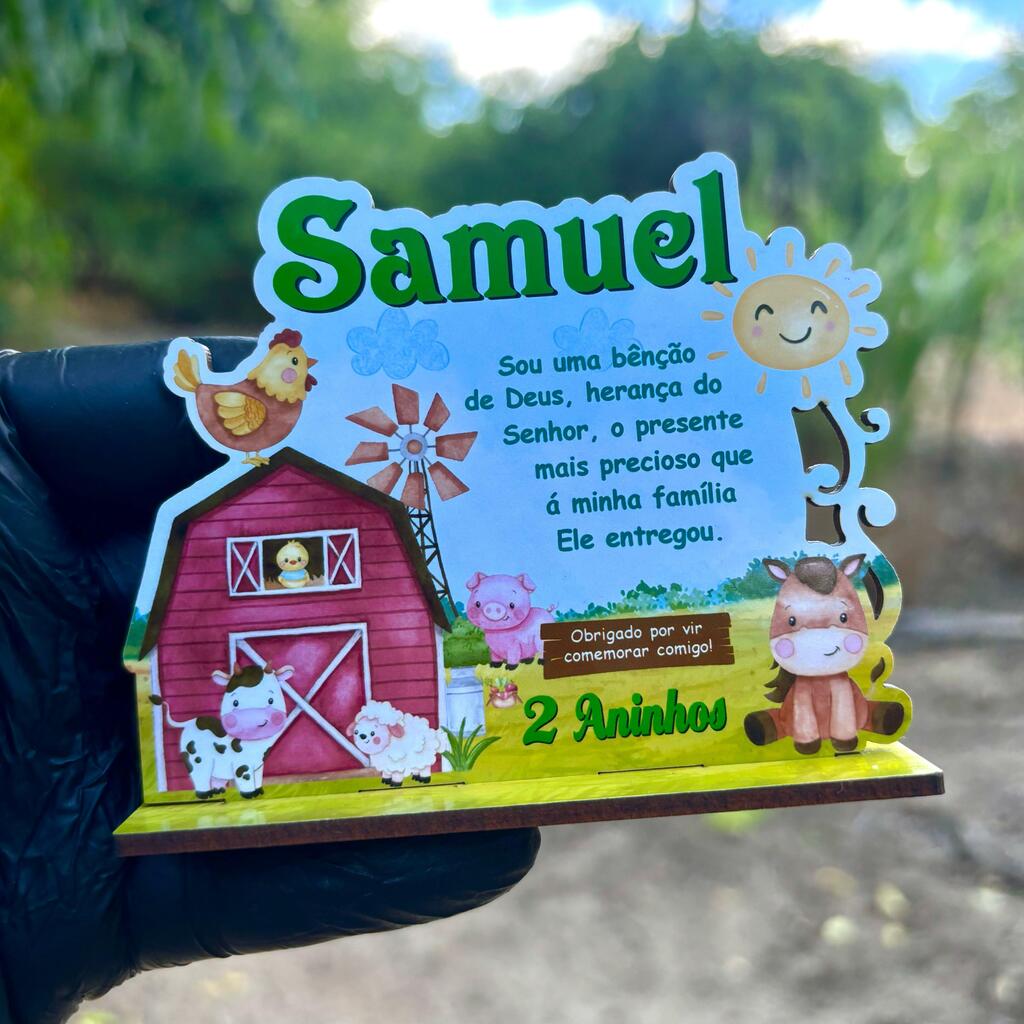 Samuel
Sou uma bênção
de Deus, herança do
Senhor, o presente
mais precioso que
á minha família
Ele entregou.
Obrigado por vir
comemorar comigo!
2 Aninhos